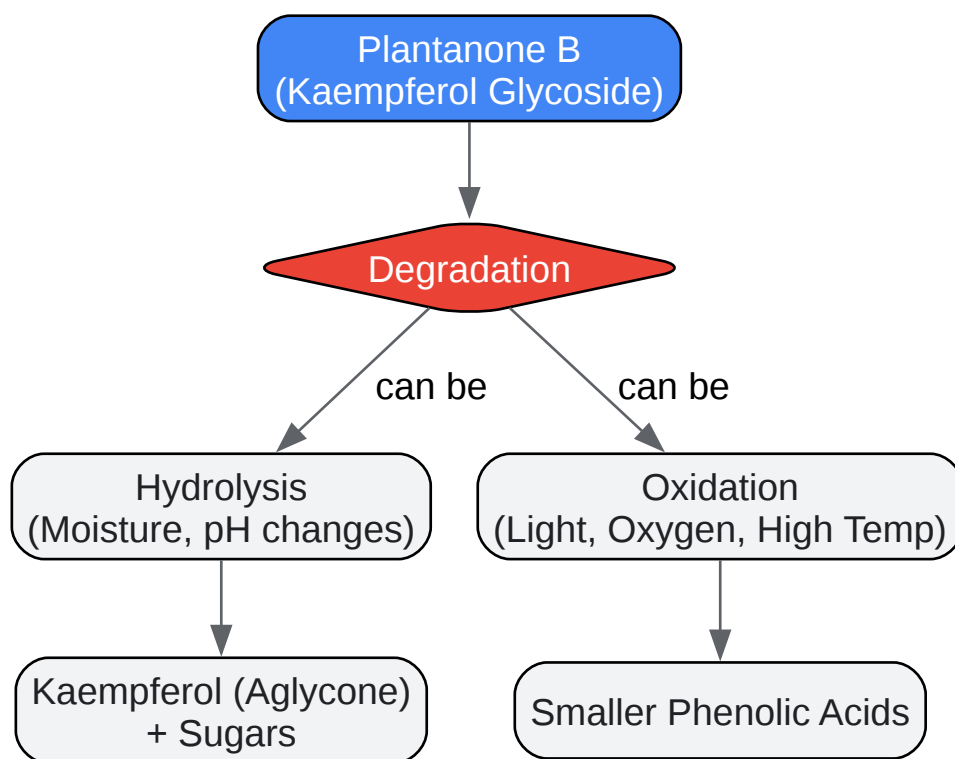 Plantanone B
(Kaempferol Glycoside)
Degradation
can be
can be
Hydrolysis
(Moisture, pH changes)
Oxidation
(Light, Oxygen, High Temp)
Kaempferol (Aglycone)
+ Sugars
Smaller Phenolic Acids